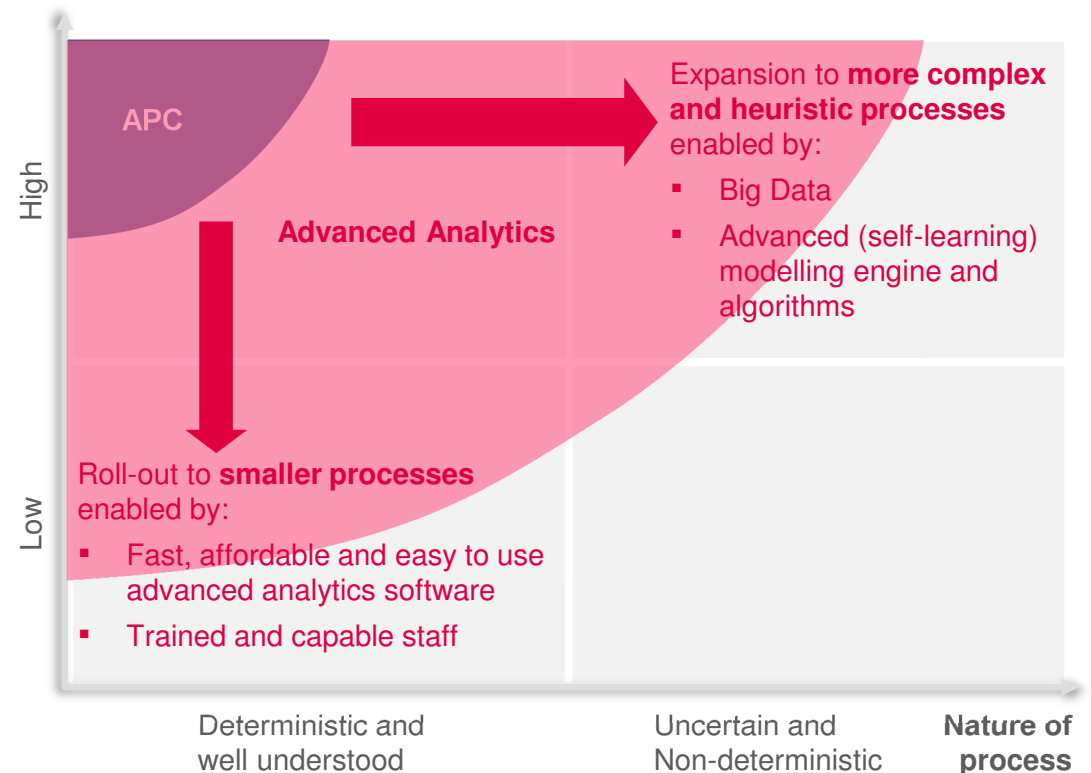 APC
Expansion to more complex
and heuristic processes
enabled by:
▪ Big Data
▪ Advanced (self-learning)
modelling engine and
algorithms
High
Advanced Analytics
Roll-out to smaller processes
enabled by:
▪ Fast, affordable and easy to use
advanced analytics software
▪ Trained and capable staff
Low
Deterministic and
well understood
Uncertain and
Non-deterministic
Nature of
process